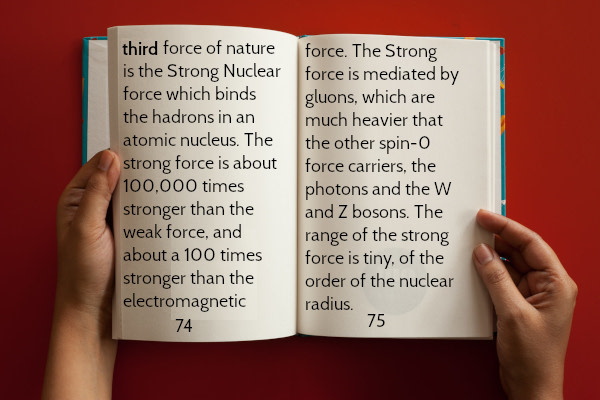 third force of nature
is the Strong Nuclear
force which binds
the hadrons in an
atomic nucleus. The
strong force is about
100,000 times
stronger than the
weak force, and
about a 100 times
stronger than the
electromagnetic
74
force. The Strong
force is mediated by
gluons, which are
much heavier that
the other spin-0
force carriers, the
photons and the W
and Z bosons. The
range of the strong
force is tiny, of the
order of the nuclear
radius.
75